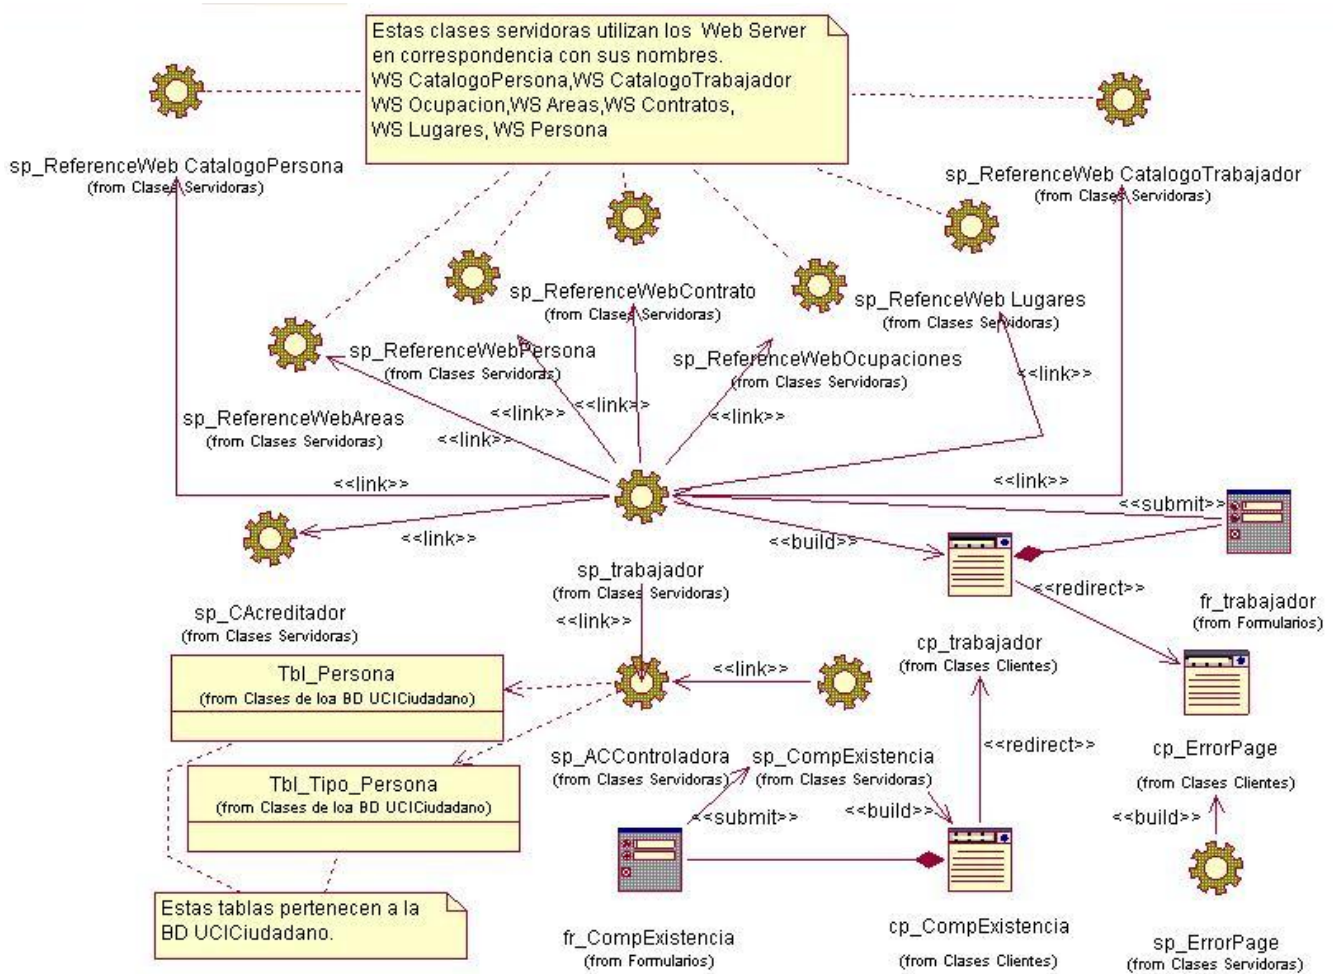 Estas clases servidoras utilizan los Web Server
en correspondencia con sus nombres.
WS CatalogoPersona,WS CatalogoTrabajador
WS Ocupacion,WS Areas,WS Contratos,
WS Lugares, WS Persona
sp_ReferenceWeb CatalogoPersona
(from Clases Servidoras)
sp_ReferenceWeb CatalogoTrabajador
(from Clases Servidoras)
sp_ReferenceWebContrato
(from Clases Servidoras)
sp_RefenceWeb Lugares
(from Clases Servidoras)
sp_ReferenceWebPersona
(from Clases Servidoras)
sp_ReferenceWebOcupaciones
(from Clases Servidoras)
<<link>>
sp_ReferenceWebAreas
(from Clases Servidoras)
<<link>>
<<link>>
<<link>>
<<link>>
<<link>>
<<link>>
<<submit>>
<<link>>
<<build>>
sp_trabajador
(from Clases Servidoras)
<<redirect>>
fr_trabajador
(from Formularios)
sp_CAcreditador
(from Clases Servidoras)
<<link>>
cp_trabajador
(from Clases Clientes)
Tbl_Persona
(from Clases de loa BD UCICiudadano)
<<link>>
<<redirect>>
cp_ErrorPage
(from Clases Clientes)
sp_ACControladora
(from Clases Servidoras)
sp_CompExistencia
(from Clases Servidoras)
Tbl_Tipo_Persona
(from Clases de loa BD UCICiudadano)
<<submit>>
<<build>>
<<build>>
Estas tablas pertenecen a la
BD UCICiudadano.
fr_CompExistencia
(from Formularios)
cp_CompExistencia
(from Clases Clientes)
sp_ErrorPage
(from Clases Servidoras)